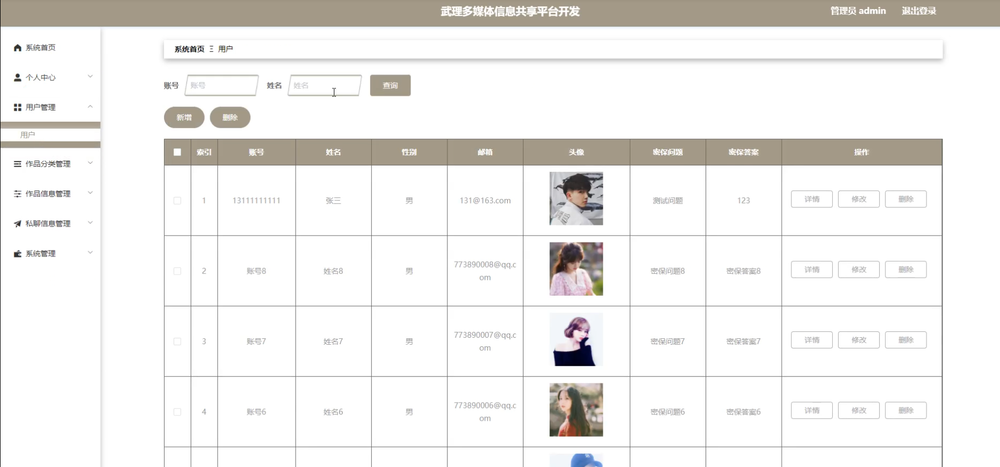 武理多媒体信息共享平台开发
管理员 admin 退出登录
系统首页
个人中心
用户管理
用户
作品分类管理
作品信息管理
私聊信息管理
系统管理
系统首页 Ξ 用户
账号 账号 姓名 姓名 查询
新增 删除
索引 账号 姓名 性别 邮箱 头像 密保问题 密保答案 操作
1 13111111111 张三 男 131@163.com 测试问题 123 详情 修改 删除
2 账号8 姓名8 男 773890008@qq.c
om 密保问题8 密保答案8 详情 修改 删除
3 账号7 姓名7 男 773890007@qq.c
om 密保问题7 密保答案7 详情 修改 删除
4 账号6 姓名6 男 773890006@qq.c
om 密保问题6 密保答案6 详情 修改 删除